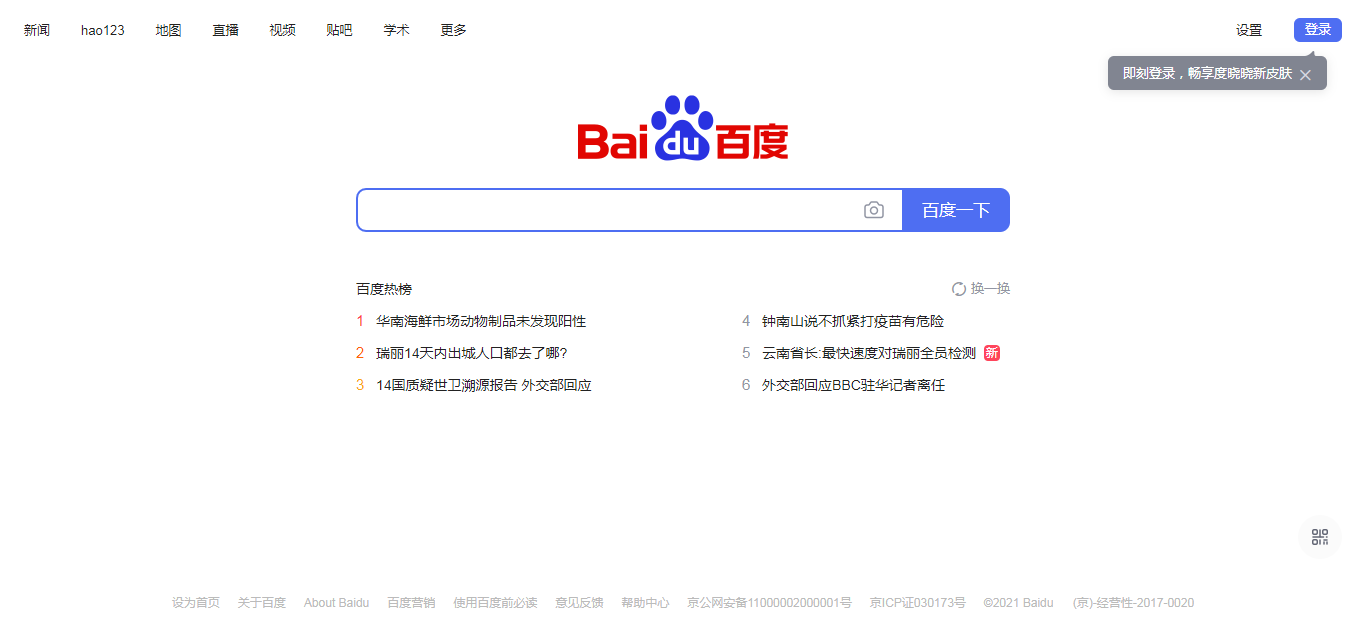 新闻 hao123 地图 直播 视频 贴吧 学术 更多 设置 登录
即刻登录，畅享度晓晓新皮肤
Bai du 百度
百度一下
百度热榜 换一换
1 华南海鲜市场动物制品未发现阳性
4 钟南山说不抓紧打疫苗有危险
2 瑞丽14天内出城人口都去了哪?
5 云南省长:最快速度对瑞丽全员检测 新
3 14国质疑世卫溯源报告 外交部回应
6 外交部回应BBC驻华记者离任
设为首页 关于百度 About Baidu 百度营销 使用百度前必读 意见反馈 帮助中心 京公网安备11000002000001号 京ICP证030173号 ©2021 Baidu (京)-经营性-2017-0020